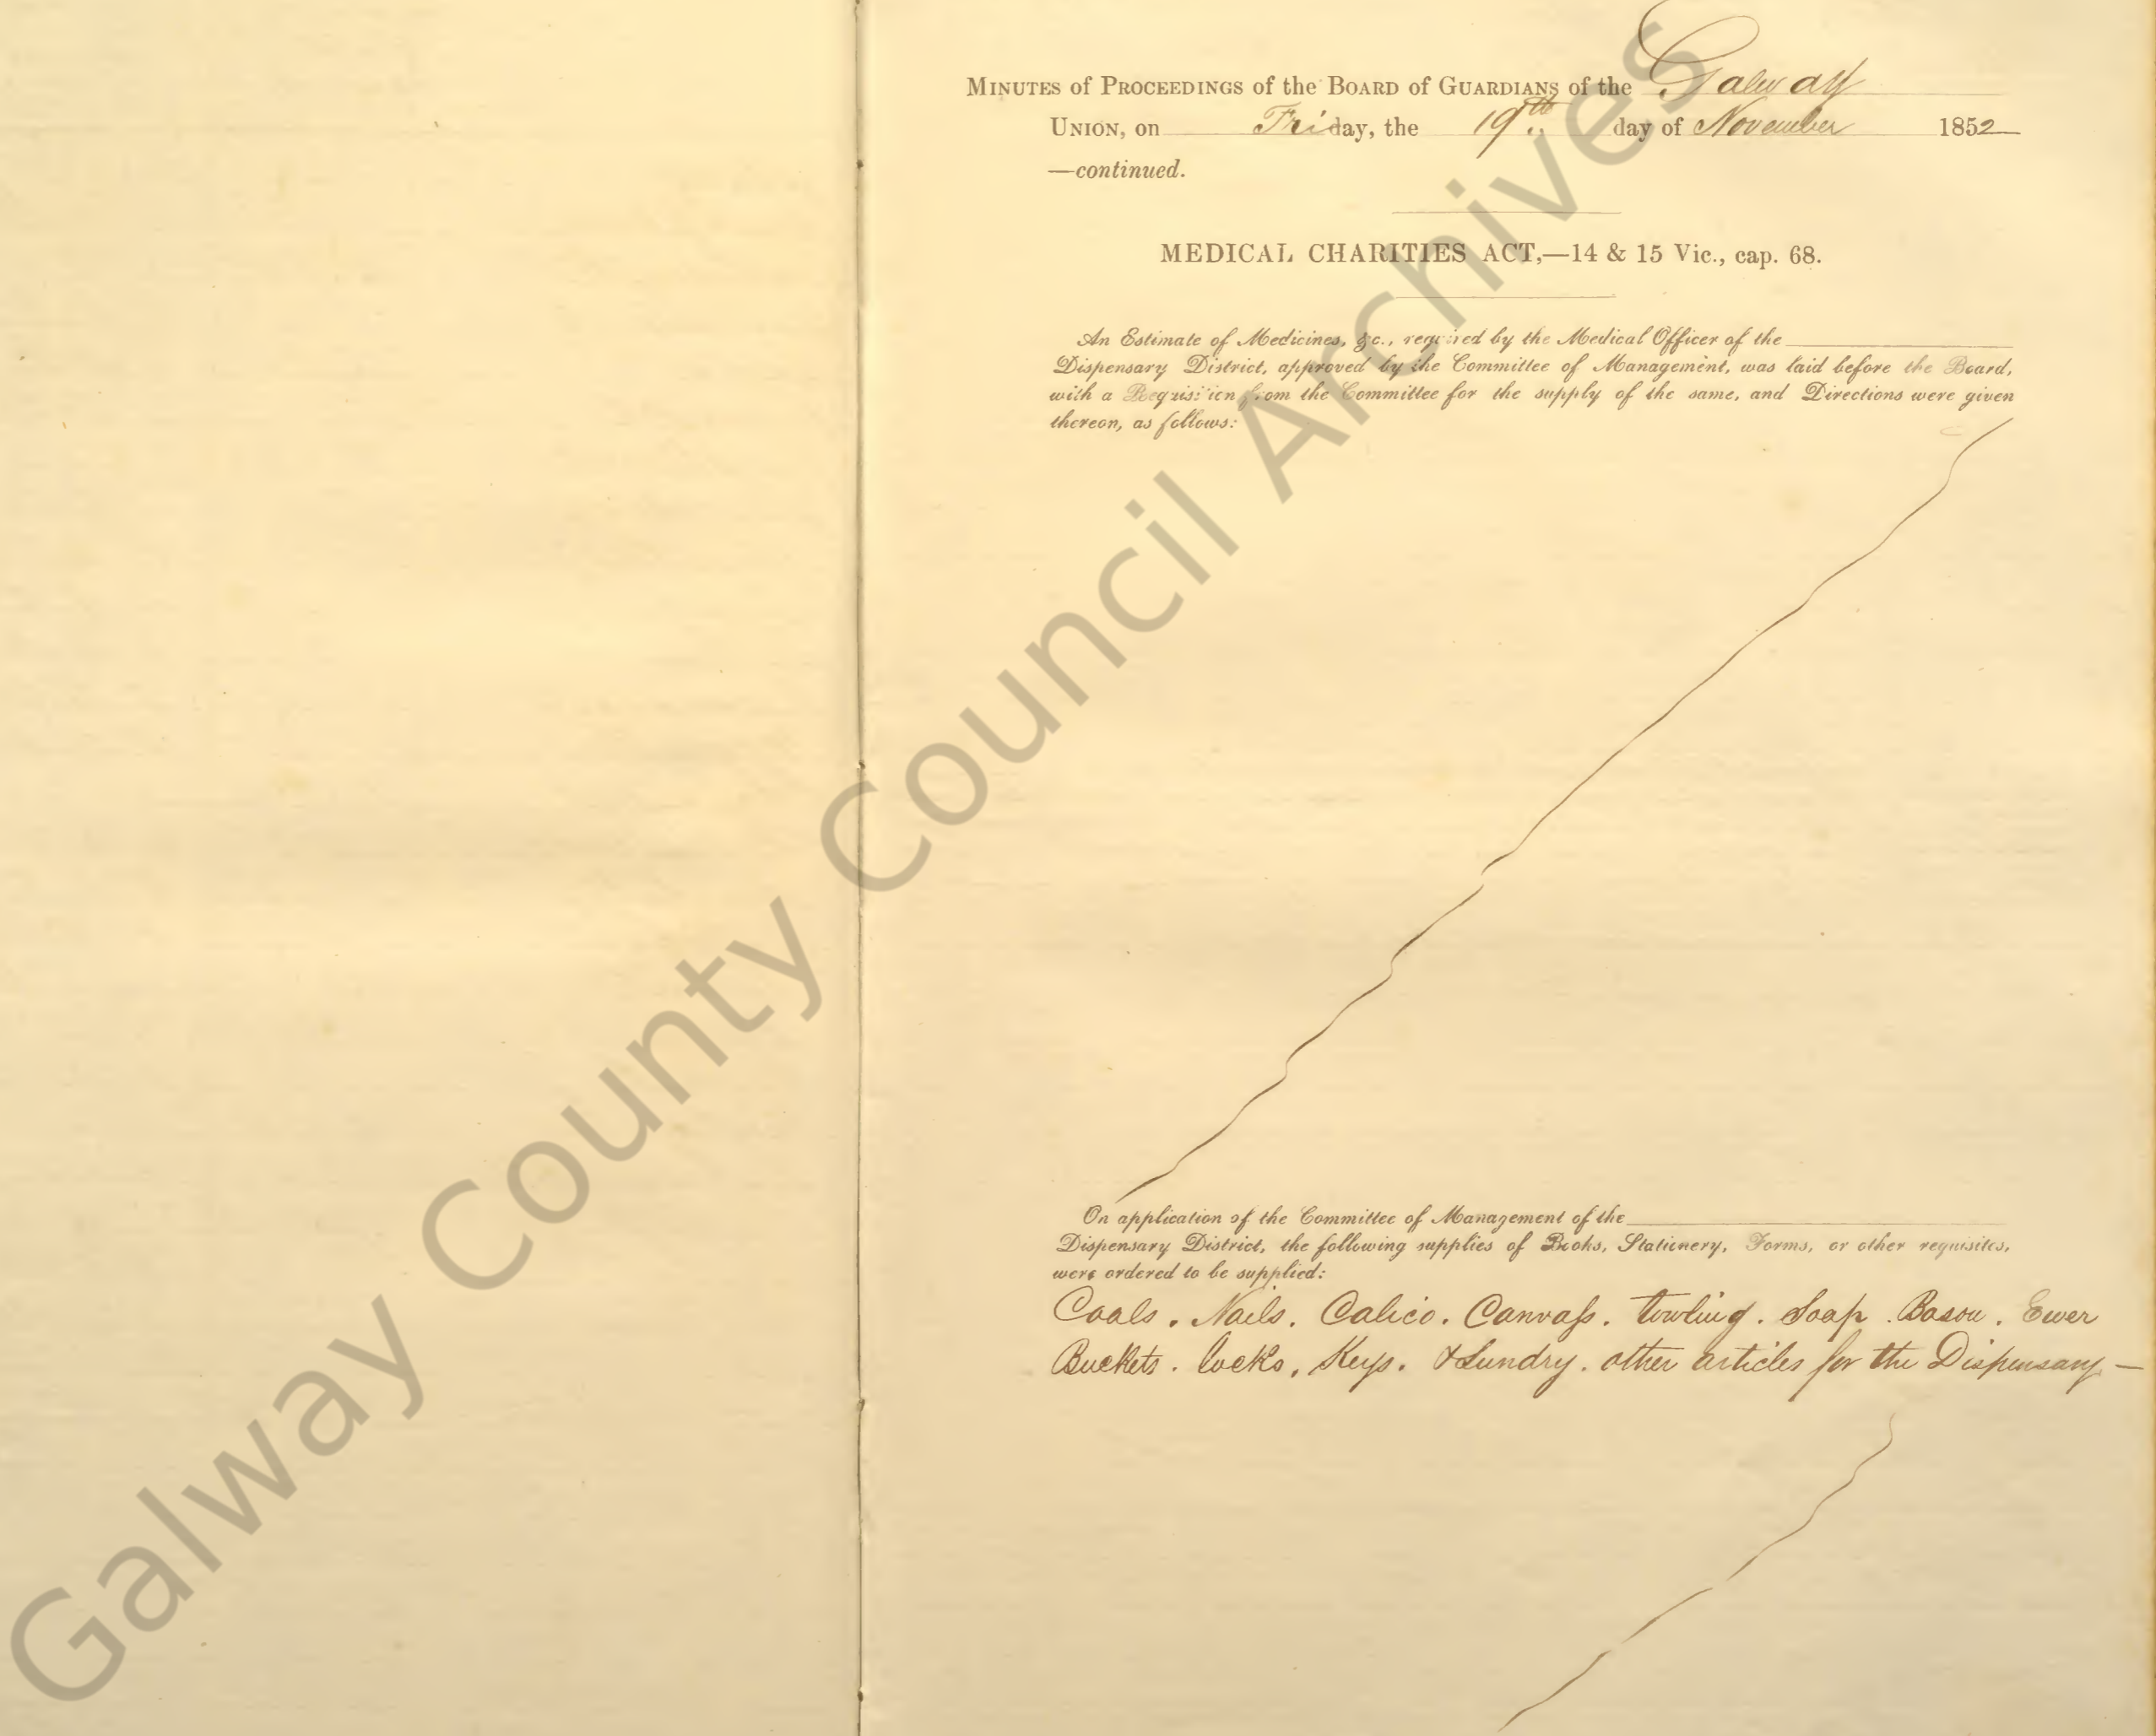 MINUTES of PROCEEDINGS of the BOARD of GUARDIANS of the Galway
UNION, on Friday, the 19th day of November 1852
—continued.
MEDICAL CHARITIES ACT,—14 & 15 Vic., cap. 68.
An Estimate of Medicines, &c., required by the Medical Officer of the
Dispensary District, approved by the Committee of Management, was laid before the Board,
with a Requisition from the Committee for the supply of the same, and Directions were given
thereon, as follows:
On application of the Committee of Management of the
Dispensary District, the following supplies of Books, Stationery, Forms, or other requisites,
were ordered to be supplied:
Coals. Nails. Calico. Canvass. towling. Soap. Bason. Ewer
Buckets. locks. Keys. & Sundry. other articles for the Dispensary —
Galway County Council Archives